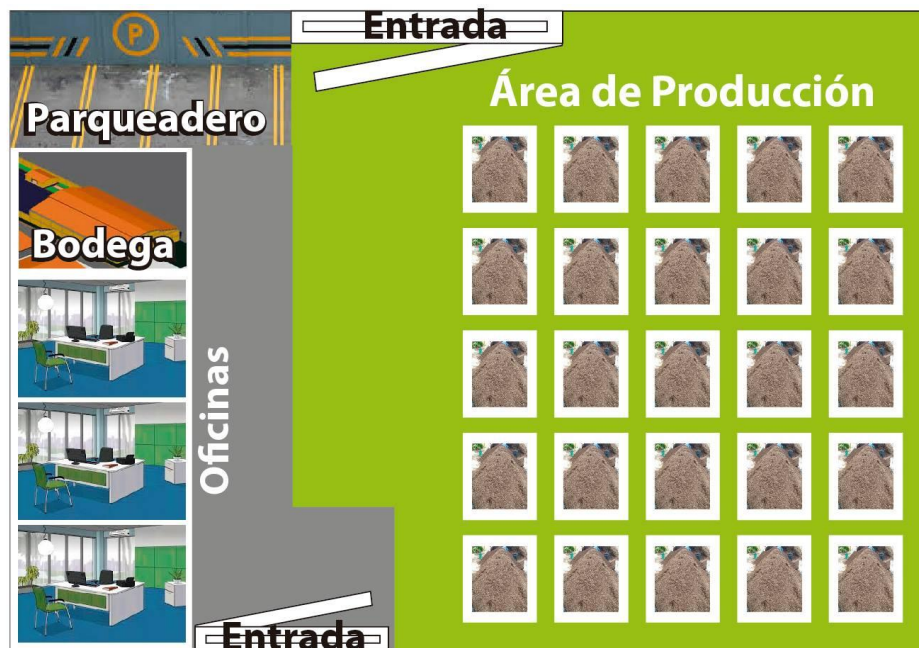 Entrada
P
Parqueadero
Área de Producción
Bodega
Oficinas
Entrada